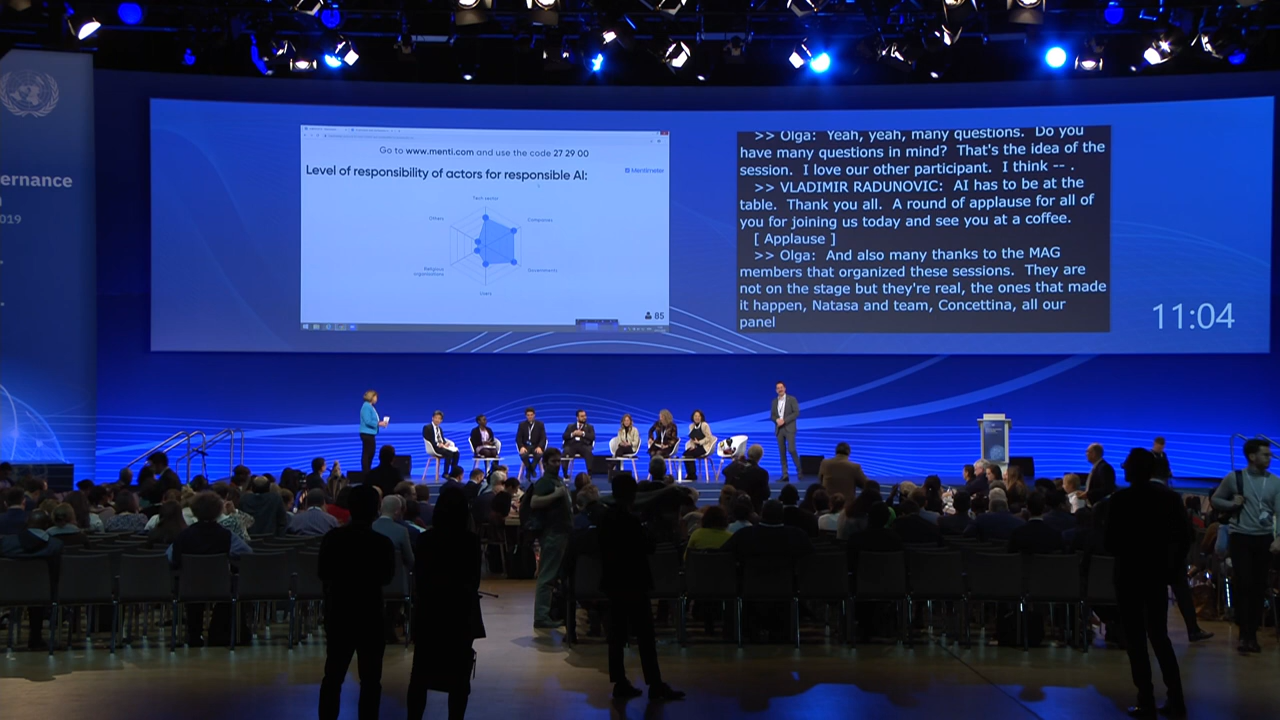 ernance
2019
Go to www.menti.com and use the code 27 29 00
Level of responsibility of actors for responsible AI:
Mentimeter
Tech sector
Others
Companies
Religious
organisations
Governments
Users
85
>> Olga: Yeah, yeah, many questions. Do you
have many questions in mind? That's the idea of the
session. I love our other participant. I think -- .
>> VLADIMIR RADUNOVIC: AI has to be at the
table. Thank you all. A round of applause for all of
you for joining us today and see you at a coffee.
[ Applause ]
>> Olga: And also many thanks to the MAG
members that organized these sessions. They are
not on the stage but they're real, the ones that made
it happen, Natasa and team, Concettina, all our
panel
11:04